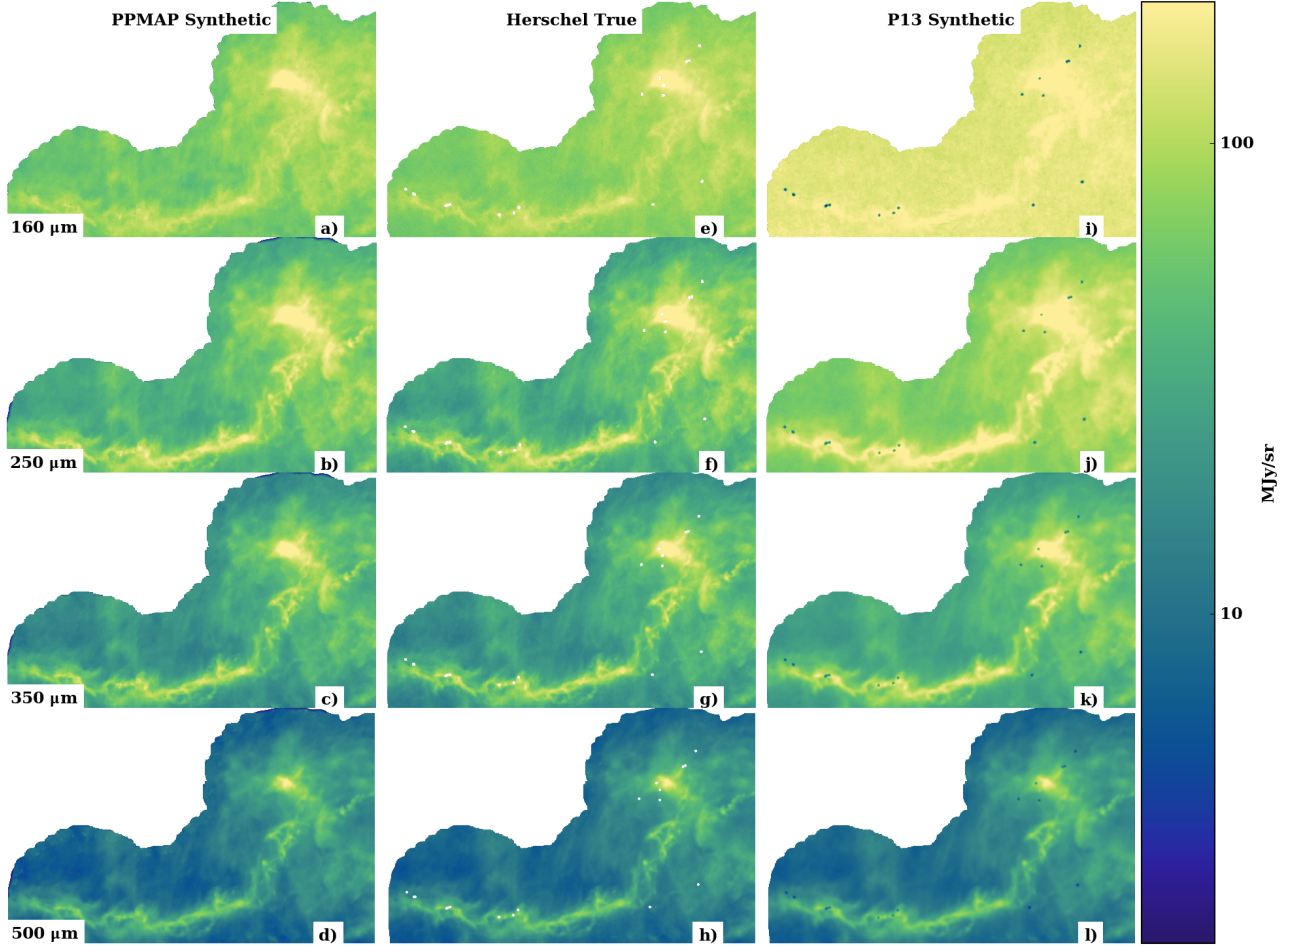 PPMAP Synthetic
Herschel True
P13 Synthetic
160 μm
a)
e)
i)
250 μm
b)
f)
j)
350 μm
c)
g)
k)
500 μm
d)
h)
l)
100
10
MJy/sr